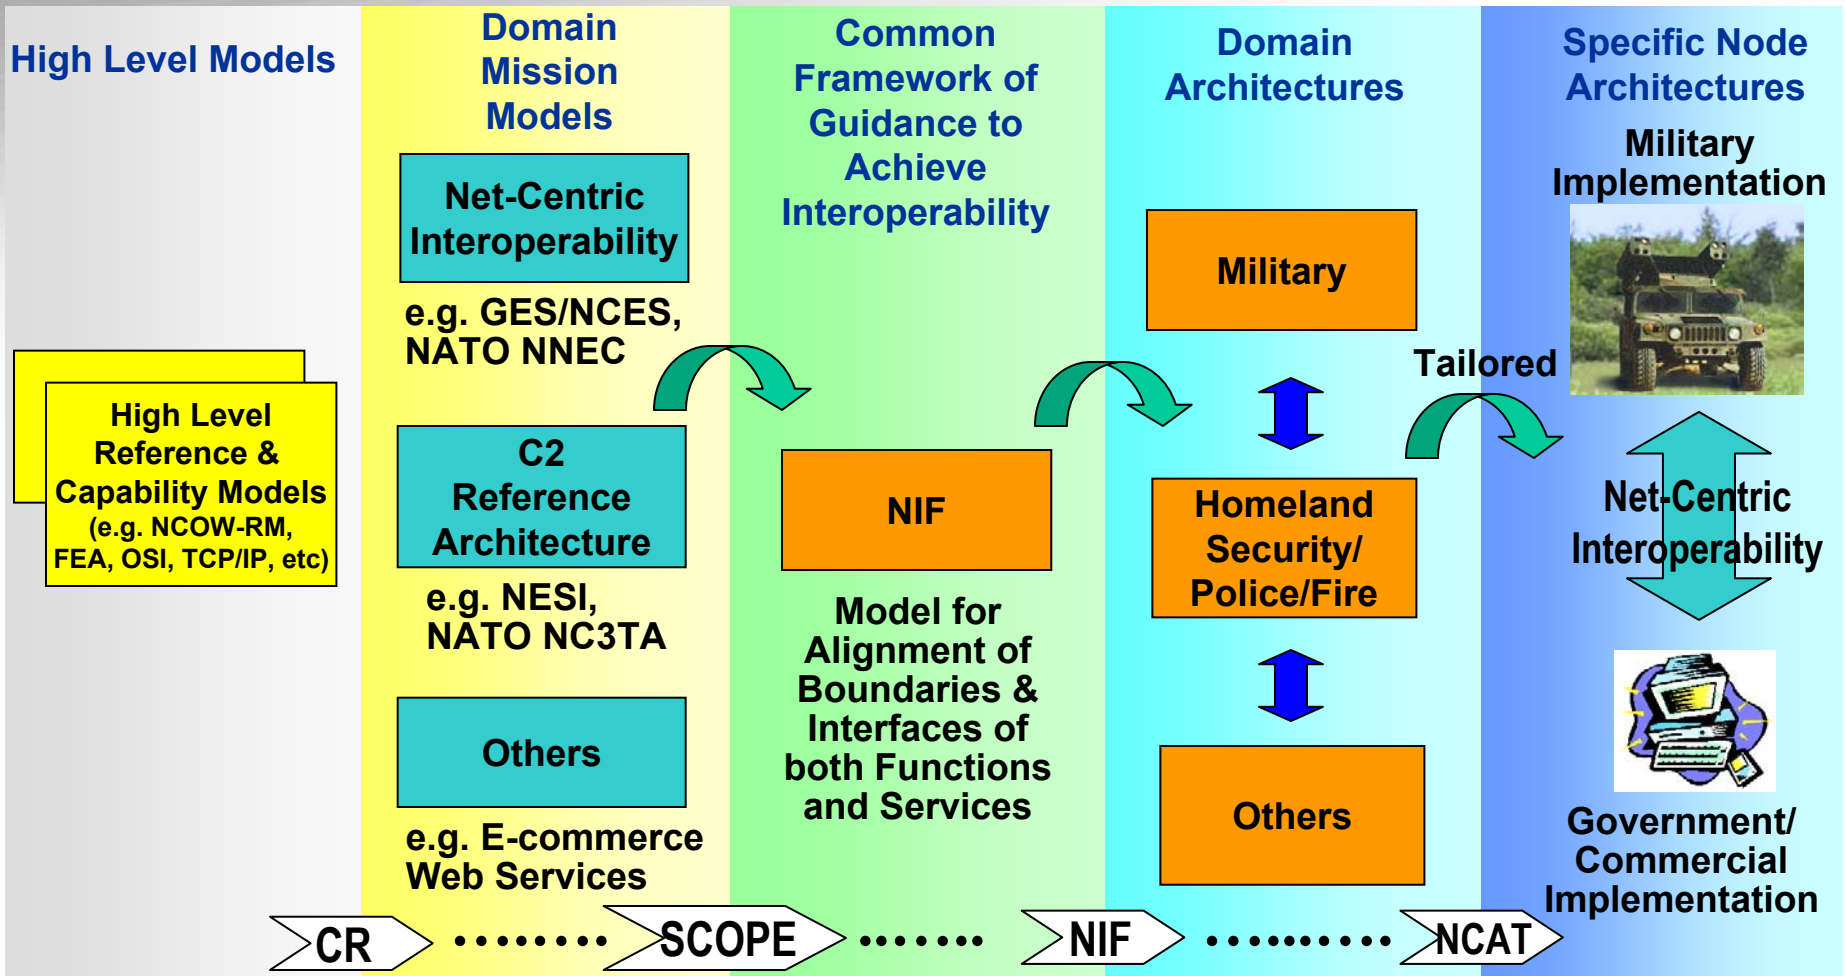 High Level Models
High Level
Reference &
Capability Models
(e.g. NCOW-RM,
FEA, OSI, TCP/IP, etc)
Domain
Mission
Models
Net-Centric
Interoperability
e.g. GES/NCES,
NATO NNEC
C2
Reference
Architecture
e.g. NESI,
NATO NC3TA
Others
e.g. E-commerce
Web Services
Common
Framework of
Guidance to
Achieve
Interoperability
NIF
Model for
Alignment of
Boundaries &
Interfaces of
both Functions
and Services
Domain
Architectures
Military
Homeland
Security/
Police/Fire
Others
Tailored
Specific Node
Architectures
Military
Implementation
Net-Centric
Interoperability
Government/
Commercial
Implementation
CR
SCOPE
NIF
NCAT